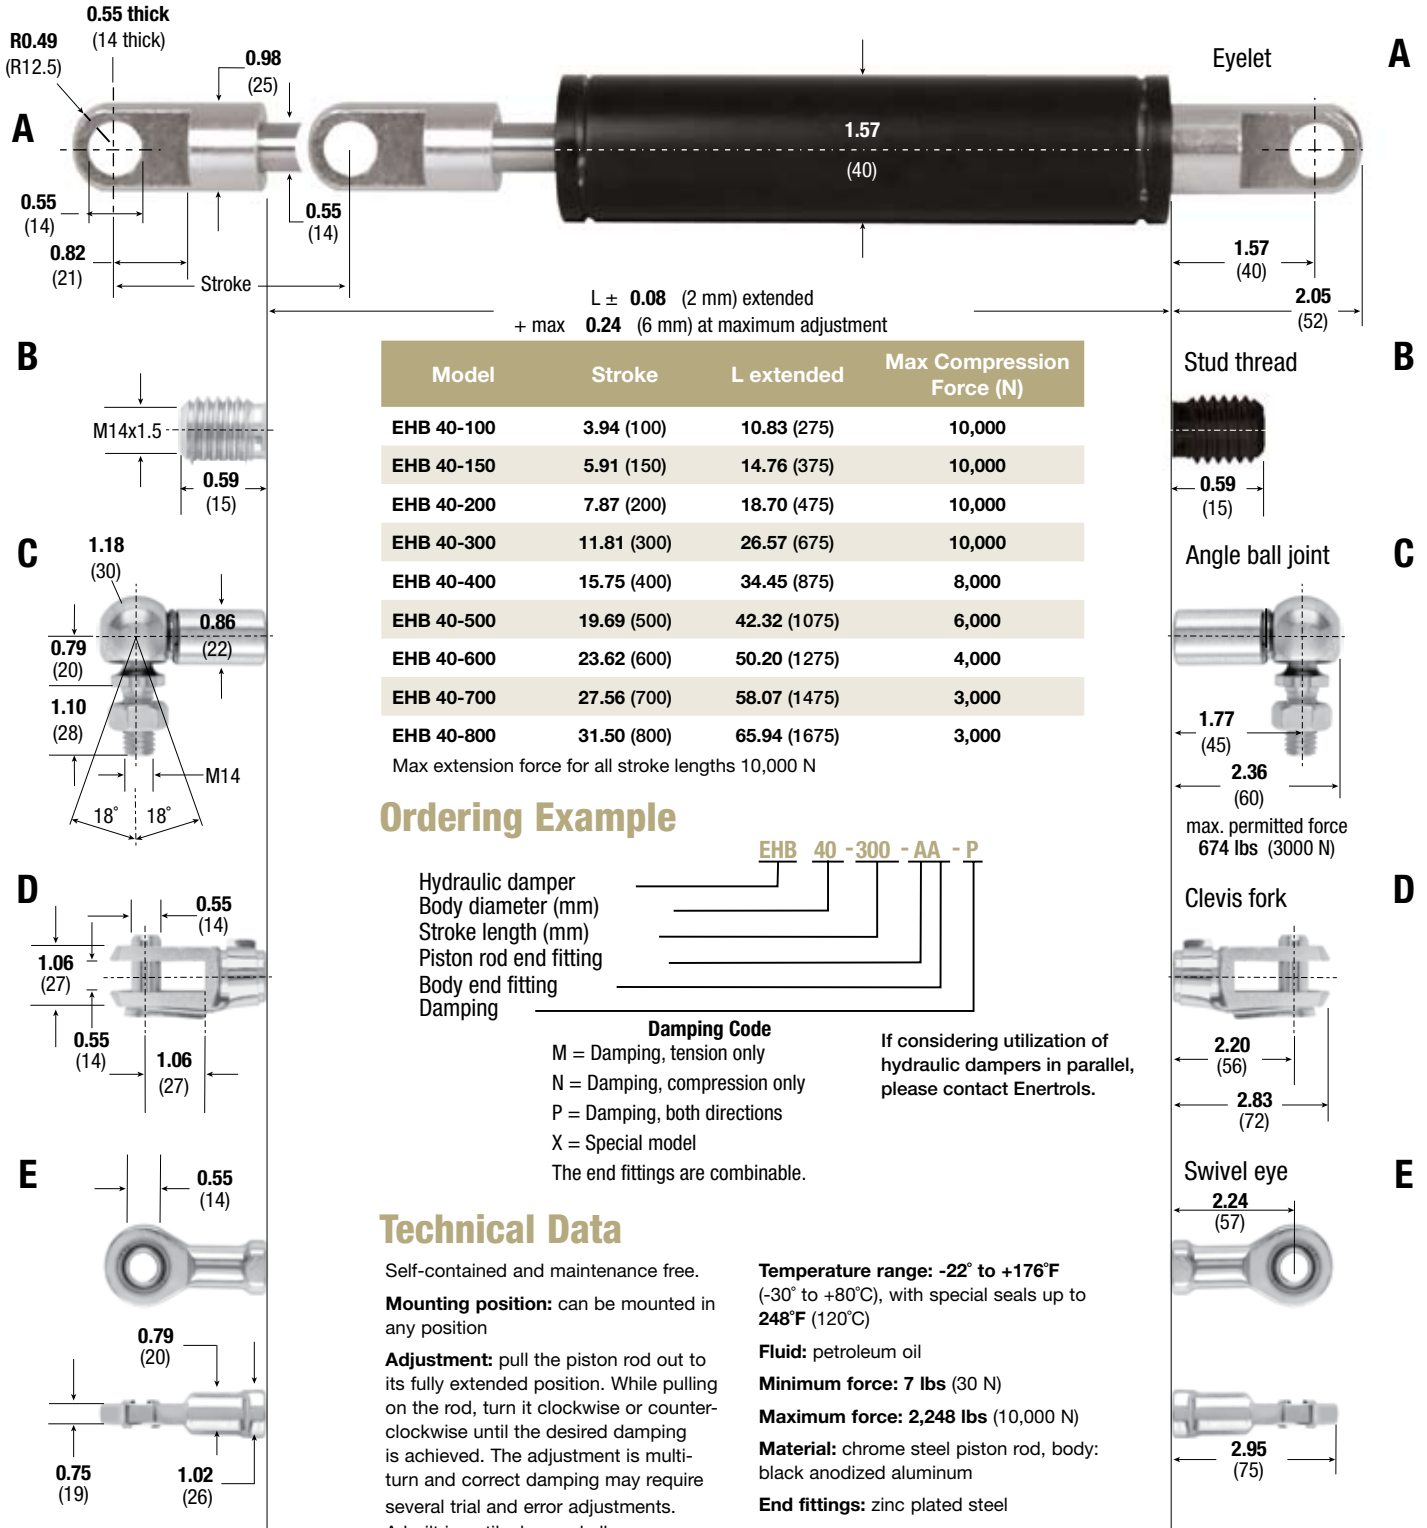 0.55 thick
(14 thick)
R0.49
(R12.5)
0.98
(25)
Eyelet
A
A
1.57
(40)
0.55
(14)
0.55
(14)
0.82
(21)
Stroke
1.57
(40)
2.05
(52)
L ± 0.08 (2 mm) extended
+ max 0.24 (6 mm) at maximum adjustment
B
Stud thread
B
M14x1.5
0.59
(15)
0.59
(15)
Model Stroke L extended Max Compression
Force (N)
EHB 40-100 3.94 (100) 10.83 (275) 10,000
EHB 40-150 5.91 (150) 14.76 (375) 10,000
EHB 40-200 7.87 (200) 18.70 (475) 10,000
EHB 40-300 11.81 (300) 26.57 (675) 10,000
EHB 40-400 15.75 (400) 34.45 (875) 8,000
EHB 40-500 19.69 (500) 42.32 (1075) 6,000
EHB 40-600 23.62 (600) 50.20 (1275) 4,000
EHB 40-700 27.56 (700) 58.07 (1475) 3,000
EHB 40-800 31.50 (800) 65.94 (1675) 3,000
Max extension force for all stroke lengths 10,000 N
C
1.18
(30)
0.86
(22)
0.79
(20)
1.10
(28)
M14
18° 18°
Angle ball joint
C
1.77
(45)
2.36
(60)
max. permitted force
674 lbs (3000 N)
Ordering Example
EHB 40 -300 - AA - P
Hydraulic damper
Body diameter (mm)
Stroke length (mm)
Piston rod end fitting
Body end fitting
Damping
Damping Code
M = Damping, tension only
N = Damping, compression only
P = Damping, both directions
X = Special model
The end fittings are combinable.
If considering utilization of
hydraulic dampers in parallel,
please contact Enertrols.
D
0.55
(14)
1.06
(27)
0.55
(14)
1.06
(27)
Clevis fork
D
2.20
(56)
2.83
(72)
E
0.55
(14)
0.79
(20)
0.75
(19)
1.02
(26)
Swivel eye
E
2.24
(57)
2.95
(75)
Technical Data
Self-contained and maintenance free.
Mounting position: can be mounted in
any position
Adjustment: pull the piston rod out to
its fully extended position. While pulling
on the rod, turn it clockwise or counter-
clockwise until the desired damping
is achieved. The adjustment is multi-
turn and correct damping may require
several trial and error adjustments.
Temperature range: -22° to +176°F
(-30° to +80°C), with special seals up to
248°F (120°C)
Fluid: petroleum oil
Minimum force: 7 lbs (30 N)
Maximum force: 2,248 lbs (10,000 N)
Material: chrome steel piston rod, body:
black anodized aluminum
End fittings: zinc plated steel